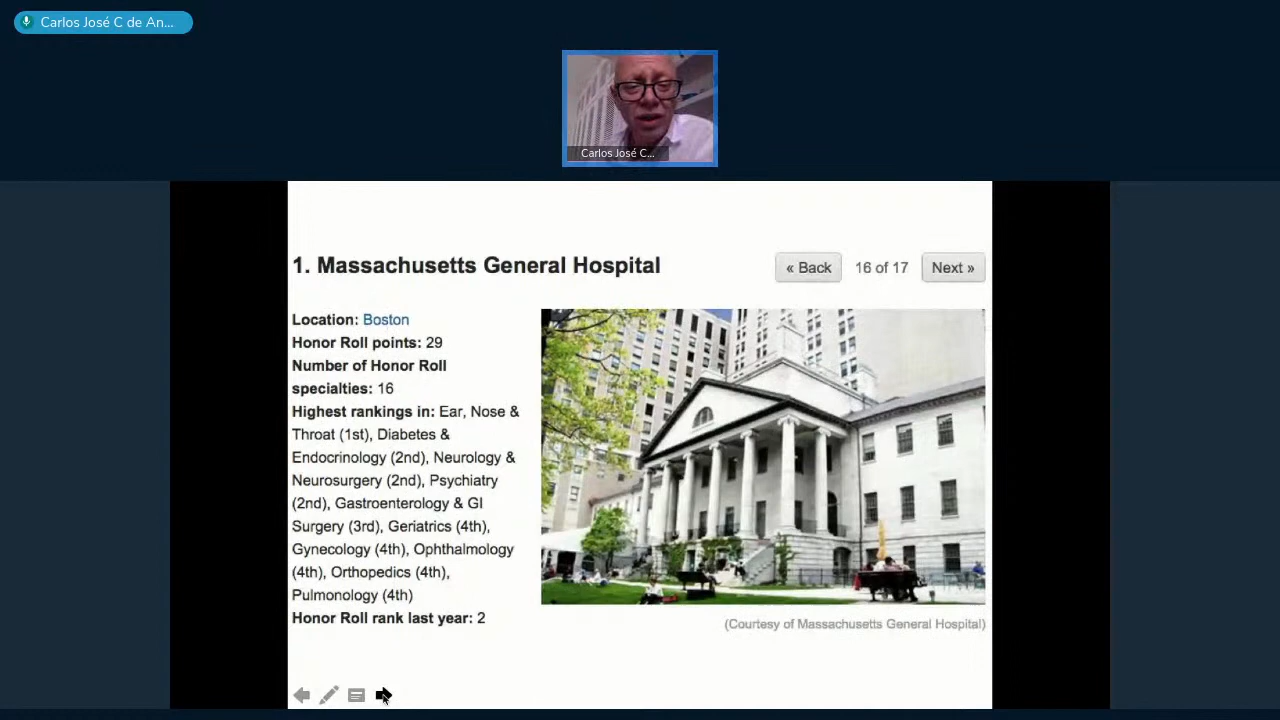 Carlos José C de An...
Carlos José C...
1. Massachusetts General Hospital
« Back
16 of 17
Next »
Location: Boston
Honor Roll points: 29
Number of Honor Roll
specialties: 16
Highest rankings in: Ear, Nose &
Throat (1st), Diabetes &
Endocrinology (2nd), Neurology &
Neurosurgery (2nd), Psychiatry
(2nd), Gastroenterology & GI
Surgery (3rd), Geriatrics (4th),
Gynecology (4th), Ophthalmology
(4th), Orthopedics (4th),
Pulmonology (4th)
Honor Roll rank last year: 2
(Courtesy of Massachusetts General Hospital)